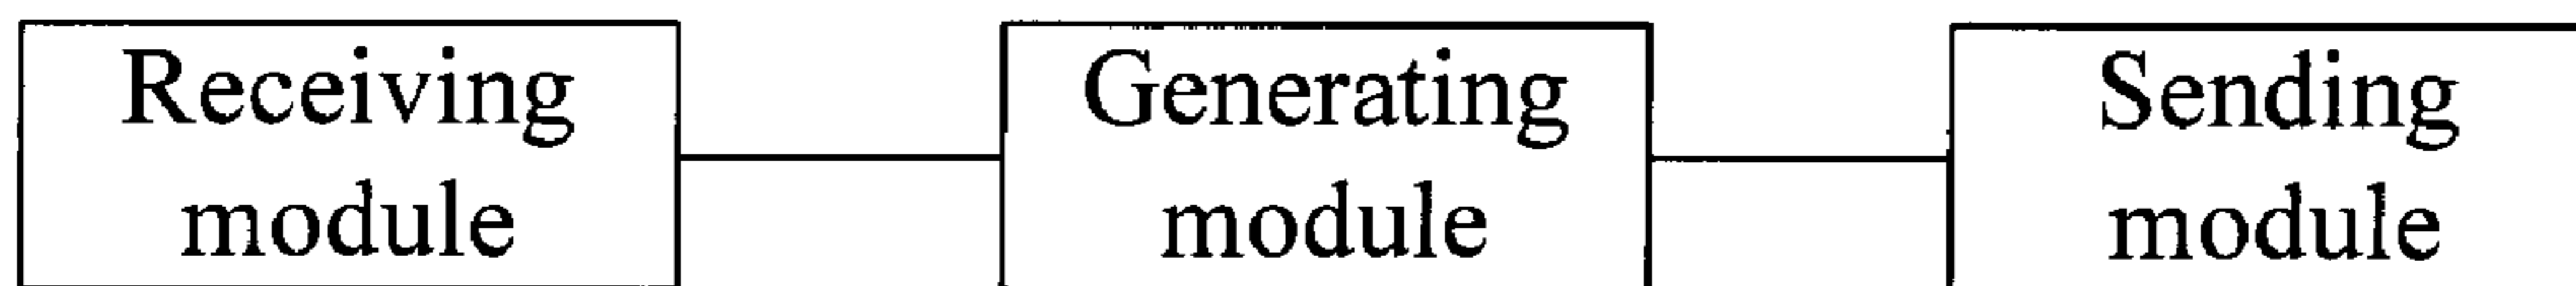 Receiving
module
Generating
module
Sending
module